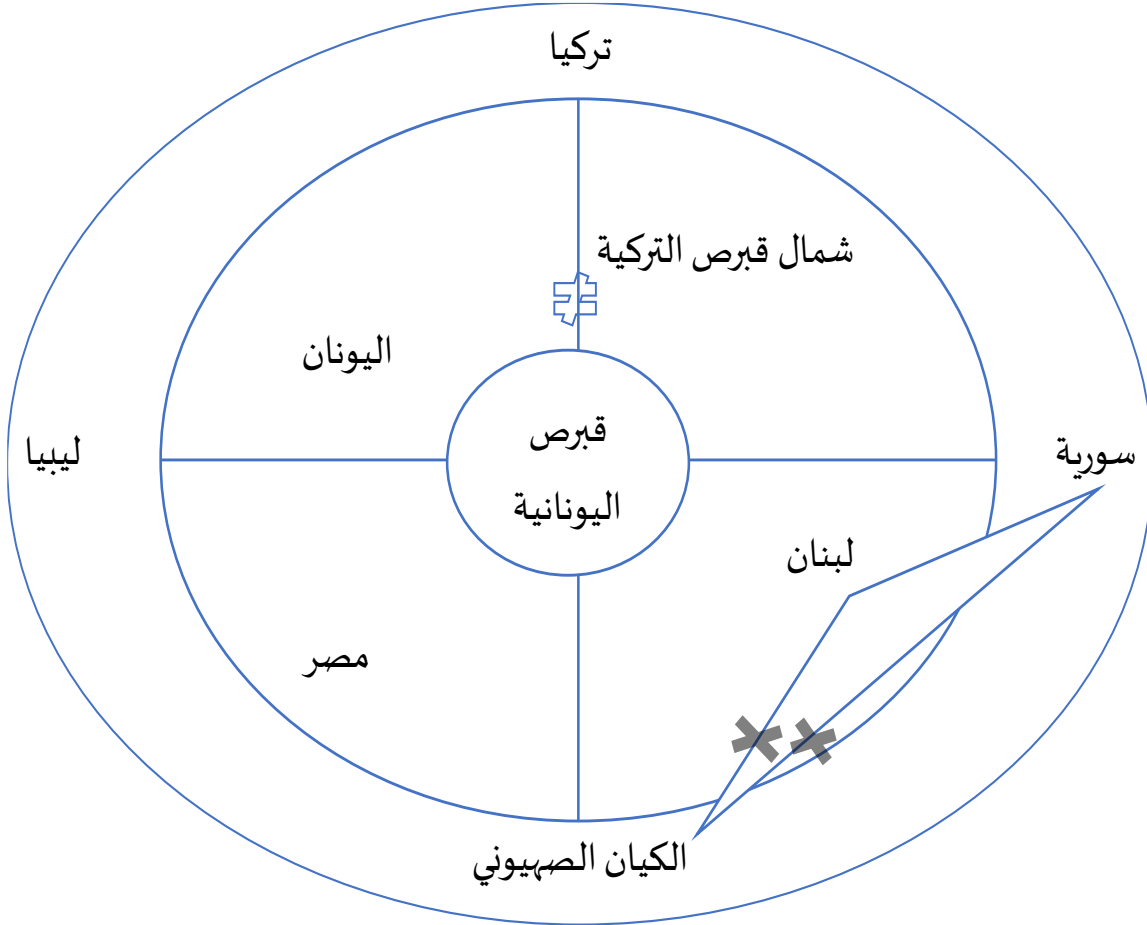 تركيا
شمال قبرص التركية
اليونان
قبرص
اليونانية
سورية
ليبيا
لبنان
مصر
الكيان الصهيوني